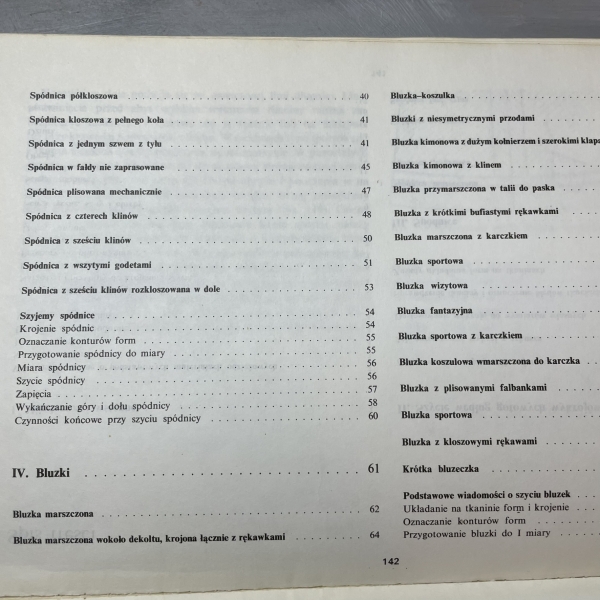 Spódnica półkloszowa . . . . . . . . . . . . . . . . . . . . . . . . . . . . 40
Spódnica kloszowa z pełnego koła . . . . . . . . . . . . . . . . . . . . . . 41
Spódnica z jednym szwem z tyłu . . . . . . . . . . . . . . . . . . . . . . . 41
Spódnica w fałdy nie zaprasowane . . . . . . . . . . . . . . . . . . . . . . 45
Spódnica plisowana mechanicznie . . . . . . . . . . . . . . . . . . . . . . 47
Spódnica z czterech klinów . . . . . . . . . . . . . . . . . . . . . . . . . 48
Spódnica z sześciu klinów . . . . . . . . . . . . . . . . . . . . . . . . . 50
Spódnica z wszytymi godetami . . . . . . . . . . . . . . . . . . . . . . . 51
Spódnica z sześciu klinów rozkloszowana w dole . . . . . . . . . . . . . . 53
Szyjemy spódnice . . . . . . . . . . . . . . . . . . . . . . . . . . . . . 54
Krojenie spódnic . . . . . . . . . . . . . . . . . . . . . . . . . . . . . 54
Oznaczanie konturów form . . . . . . . . . . . . . . . . . . . . . . . . . 55
Przygotowanie spódnicy do miary . . . . . . . . . . . . . . . . . . . . . . 55
Miara spódnicy . . . . . . . . . . . . . . . . . . . . . . . . . . . . . . 56
Szycie spódnicy . . . . . . . . . . . . . . . . . . . . . . . . . . . . . . 56
Zapięcia . . . . . . . . . . . . . . . . . . . . . . . . . . . . . . . . . 57
Wykańczanie góry i dołu spódnicy . . . . . . . . . . . . . . . . . . . . . 58
Czynności końcowe przy szyciu spódnicy . . . . . . . . . . . . . . . . . . 60
IV. Bluzki . . . . . . . . . . . . . . . . . . . . . . . . 61
Bluzka marszczona . . . . . . . . . . . . . . . . . . . . . . . . . . . . . 62
Bluzka marszczona wokoło dekoltu, krojona łącznie z rękawkami . . . . . . . 64
Bluzka–koszulka . . . . . . . . . . . . . .
Bluzki z niesymetrycznymi przodami . . . . .
Bluzka kimonowa z dużym kołnierzem i szerokimi
Bluzka kimonowa z klinem . . . . . . . . . .
Bluzka przymarszczona w talii do paska . . . .
Bluzka z krótkimi bufiastymi rękawkami . . . .
Bluzka marszczona z karczkiem . . . . . . . .
Bluzka sportowa . . . . . . . . . . . . . .
Bluzka wizytowa . . . . . . . . . . . . . .
Bluzka fantazyjna . . . . . . . . . . . . .
Bluzka sportowa z karczkiem . . . . . . . .
Bluzka koszulowa wmarszczona do karczka . . .
Bluzka z plisowanymi falbankami . . . . . .
Bluzka sportowa . . . . . . . . . . . . . .
Bluzka z kloszowymi rękawami . . . . . . .
Krótka bluzeczka . . . . . . . . . . . . .
Podstawowe wiadomości o szyciu bluzek . . .
Układanie na tkaninie form i krojenie . . .
Oznaczanie konturów form . . . . . . .
Przygotowanie bluzki do I miary . . . . .
142